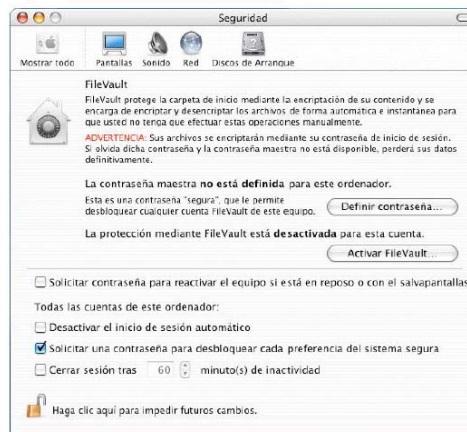 Seguridad
Mostrar todo Pantallas Sonido Red Discos de Arranque
FileVault
FileVault protege la carpeta de inicio mediante la encriptación de su contenido y se
encarga de encriptar y desencriptar los archivos de forma automática e instantánea para
que usted no tenga que efectuar estas operaciones manualmente.
ADVERTENCIA: Sus archivos se encriptarán mediante su contraseña de inicio de sesión.
Si olvida dicha contraseña y la contraseña maestra no está disponible, perderá sus datos
definitivamente.
La contraseña maestra no está definida para este ordenador.
Esta es una contraseña "segura", que le permite
desbloquear cualquier cuenta FileVault de este equipo.
Definir contraseña...
La protección mediante FileVault está desactivada para esta cuenta.
Activar FileVault...
Solicitar contraseña para reactivar el equipo si está en reposo o con el salvapantallas
Todas las cuentas de este ordenador:
Desactivar el inicio de sesión automático
Solicitar una contraseña para desbloquear cada preferencia del sistema segura
Cerrar sesión tras 60 minuto(s) de inactividad
Haga clic aquí para impedir futuros cambios.